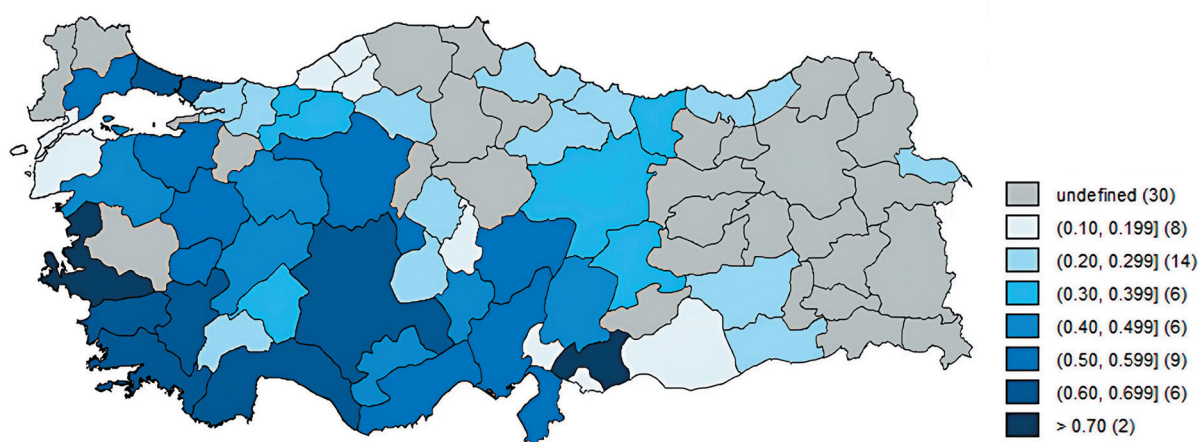 undefined (30)
(0.10, 0.199] (8)
(0.20, 0.299] (14)
(0.30, 0.399] (6)
(0.40, 0.499] (6)
(0.50, 0.599] (9)
(0.60, 0.699] (6)
> 0.70 (2)